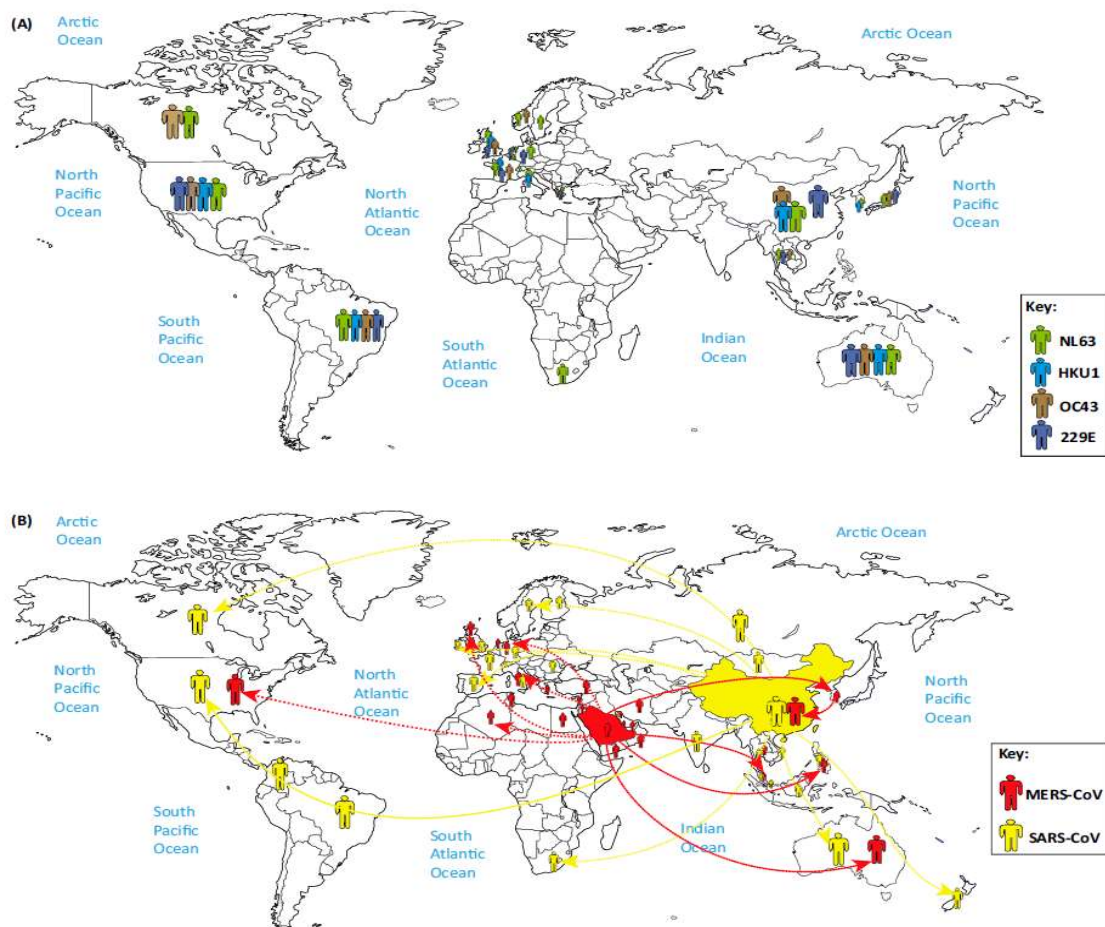 (A)
Arctic
Ocean
Arctic Ocean
North
Pacific
Ocean
North
Atlantic
Ocean
North
Pacific
Ocean
South
Pacific
Ocean
South
Atlantic
Ocean
Indian
Ocean
Key:
NL63
HKU1
OC43
229E
(B)
Arctic
Ocean
Arctic Ocean
North
Pacific
Ocean
North
Atlantic
Ocean
North
Pacific
Ocean
South
Pacific
Ocean
South
Atlantic
Ocean
Indian
Ocean
Key:
MERS-CoV
SARS-CoV